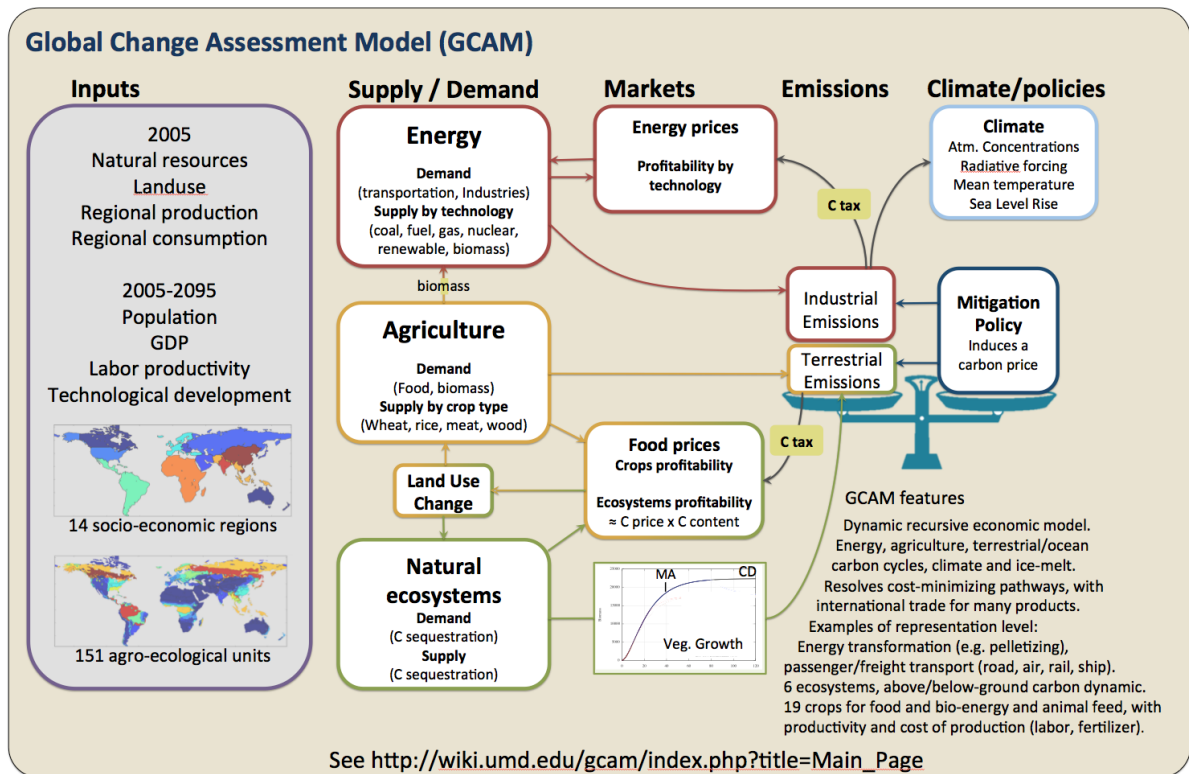 Global Change Assessment Model (GCAM)
Inputs
2005
Natural resources
Landuse
Regional production
Regional consumption
2005-2095
Population
GDP
Labor productivity
Technological development
14 socio-economic regions
151 agro-ecological units
Supply / Demand
Energy
Demand
(transportation, Industries)
Supply by technology
(coal, fuel, gas, nuclear,
renewable, biomass)
biomass
Agriculture
Demand
(Food, biomass)
Supply by crop type
(Wheat, rice, meat, wood)
Land Use
Change
Natural
ecosystems
Demand
(C sequestration)
Supply
(C sequestration)
Markets
Energy prices
Profitability by
technology
Food prices
Crops profitability
Ecosystems profitability
≈ C price x C content
MA
CD
Veg. Growth
0
20
40
60
80
100
120
Emissions
C tax
Industrial
Emissions
Terrestrial
Emissions
C tax
Climate/policies
Climate
Atm. Concentrations
Radiative forcing
Mean temperature
Sea Level Rise
Mitigation
Policy
Induces a
carbon price
GCAM features
Dynamic recursive economic model.
Energy, agriculture, terrestrial/ocean
carbon cycles, climate and ice-melt.
Resolves cost-minimizing pathways, with
international trade for many products.
Examples of representation level:
Energy transformation (e.g. pelletizing),
passenger/freight transport (road, air, rail, ship).
6 ecosystems, above/below-ground carbon dynamic.
19 crops for food and bio-energy and animal feed, with
productivity and cost of production (labor, fertilizer).
See http://wiki.umd.edu/gcam/index.php?title=Main_Page